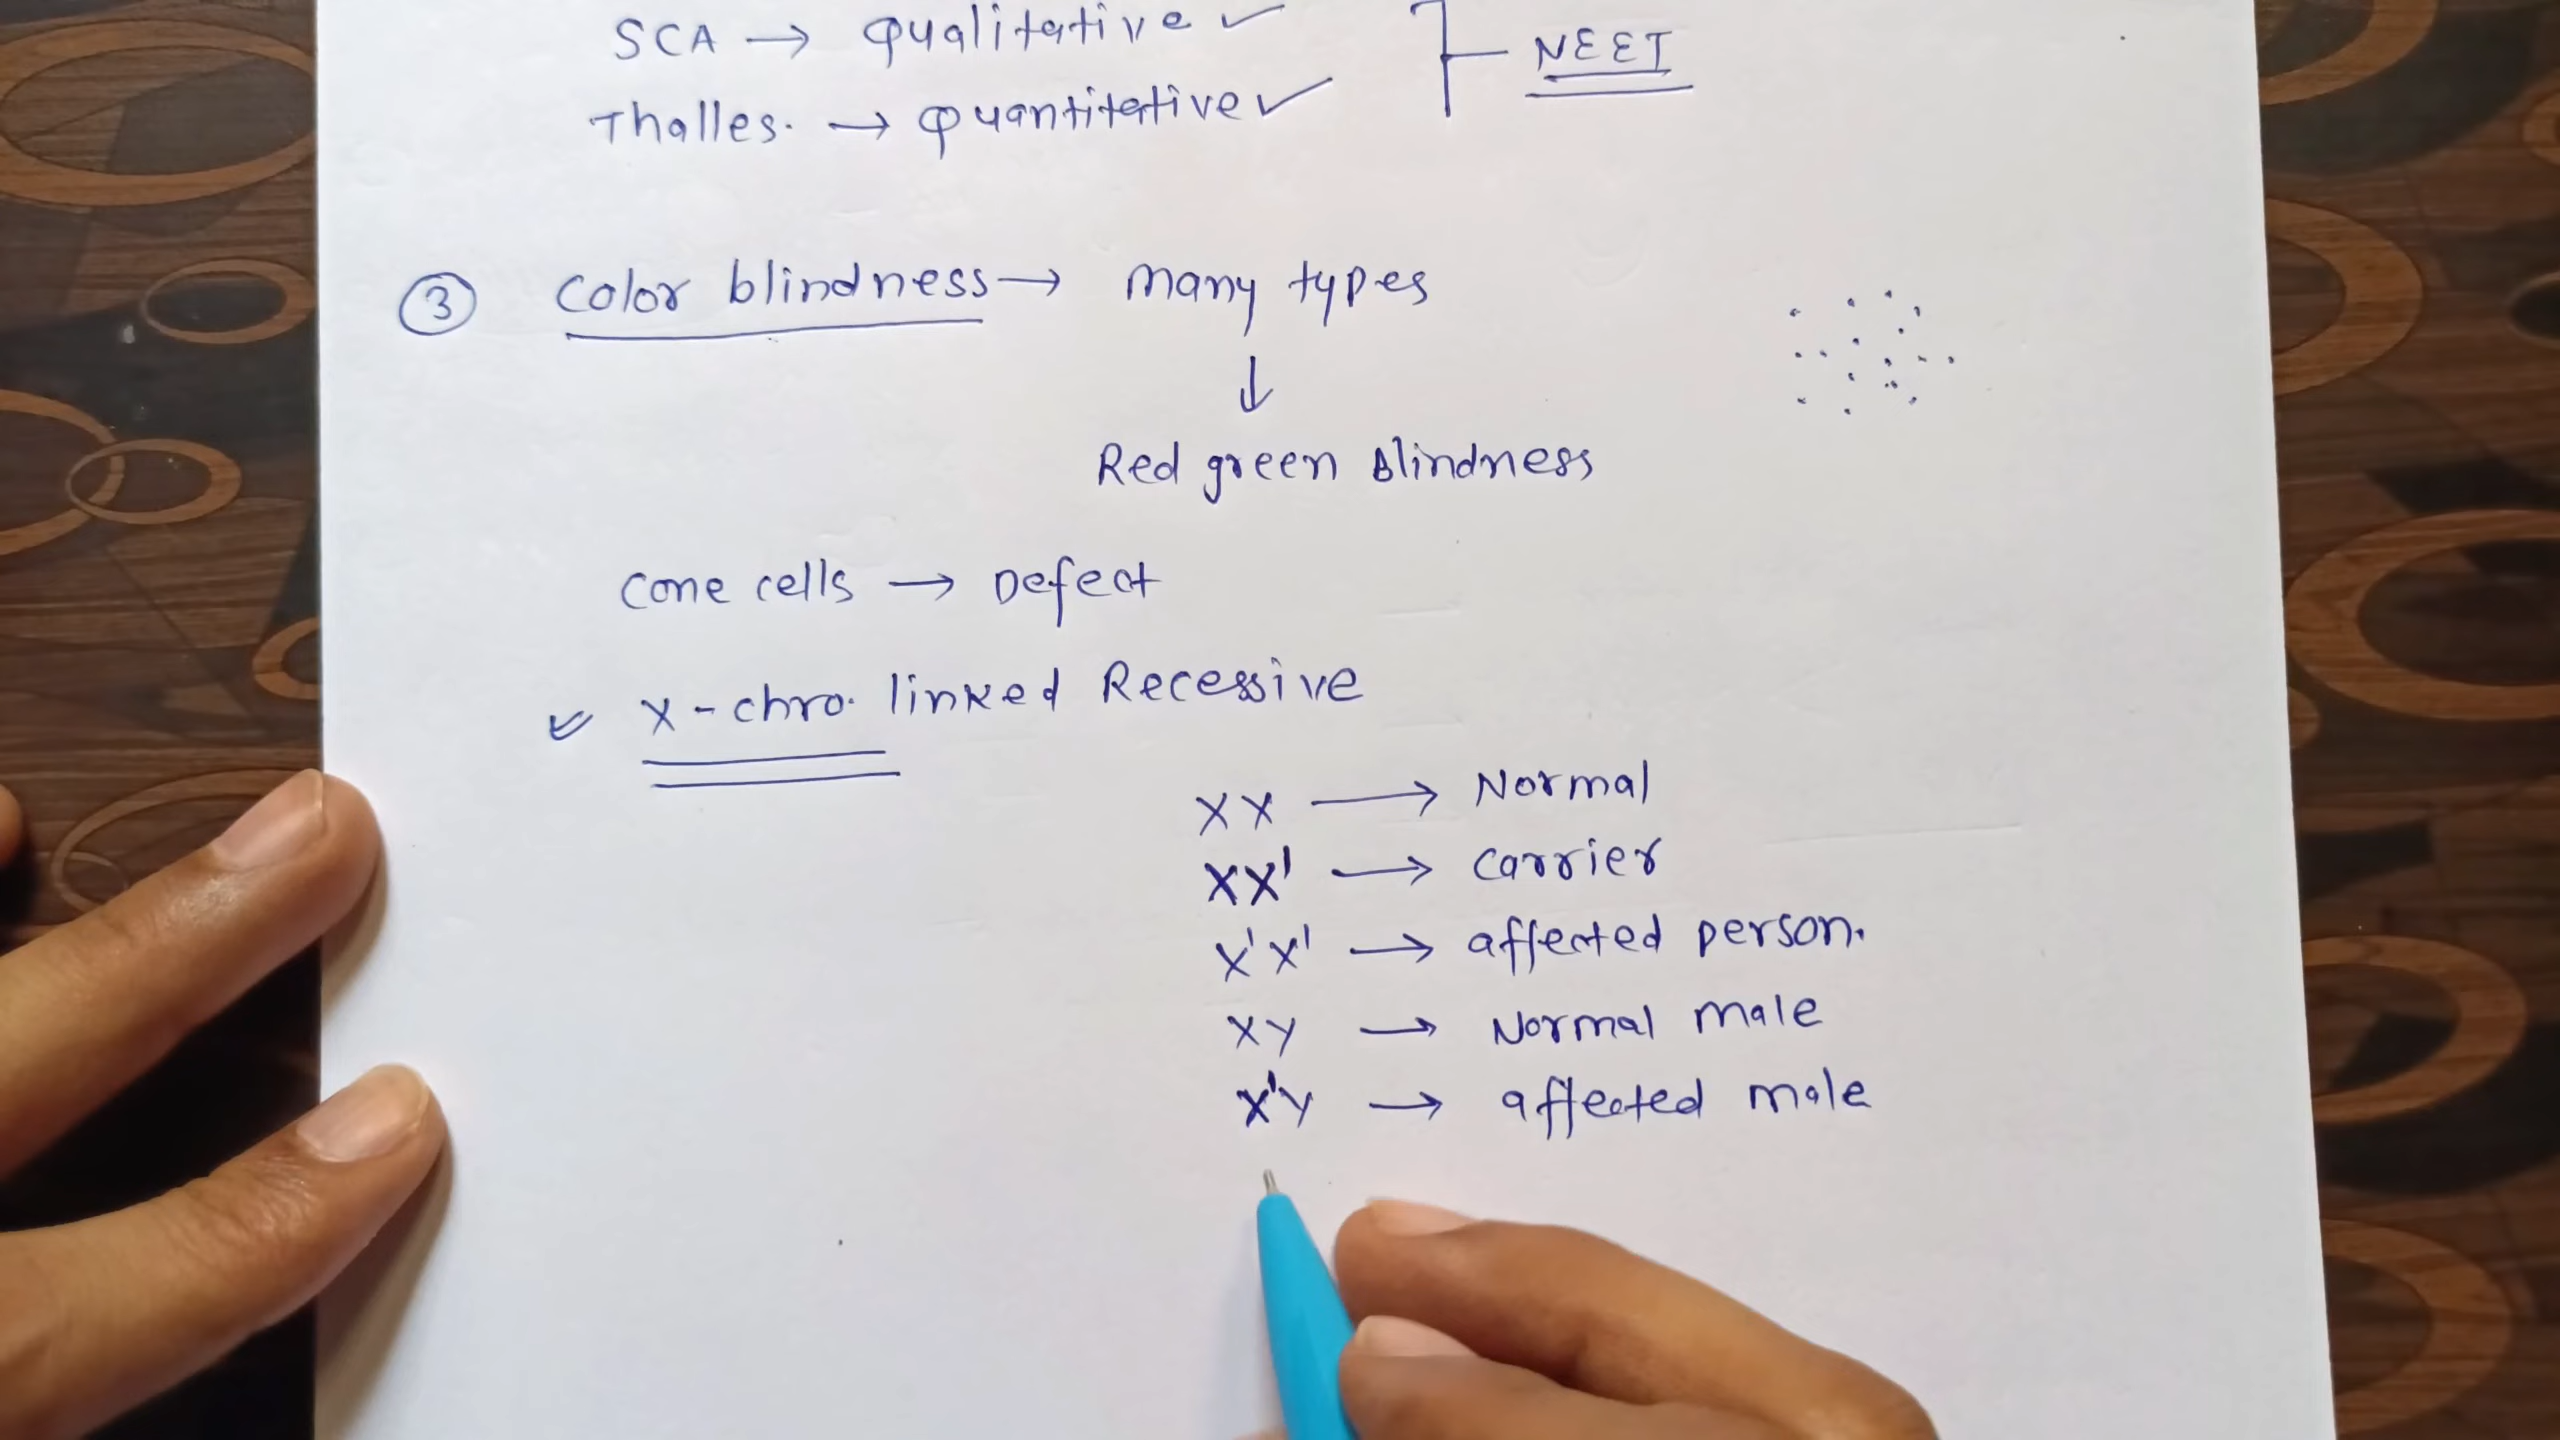 SCA → qualitative ✓
Thalles. → quantitative ✓
NEET
③ Color blindness → Many types
↓
Red green Blindness
Cone cells → Defect
✓ X-chro. linked Recessive
XX → Normal
XX' → Carrier
X'X' → affected person.
XY → Normal male
X'Y → affected male